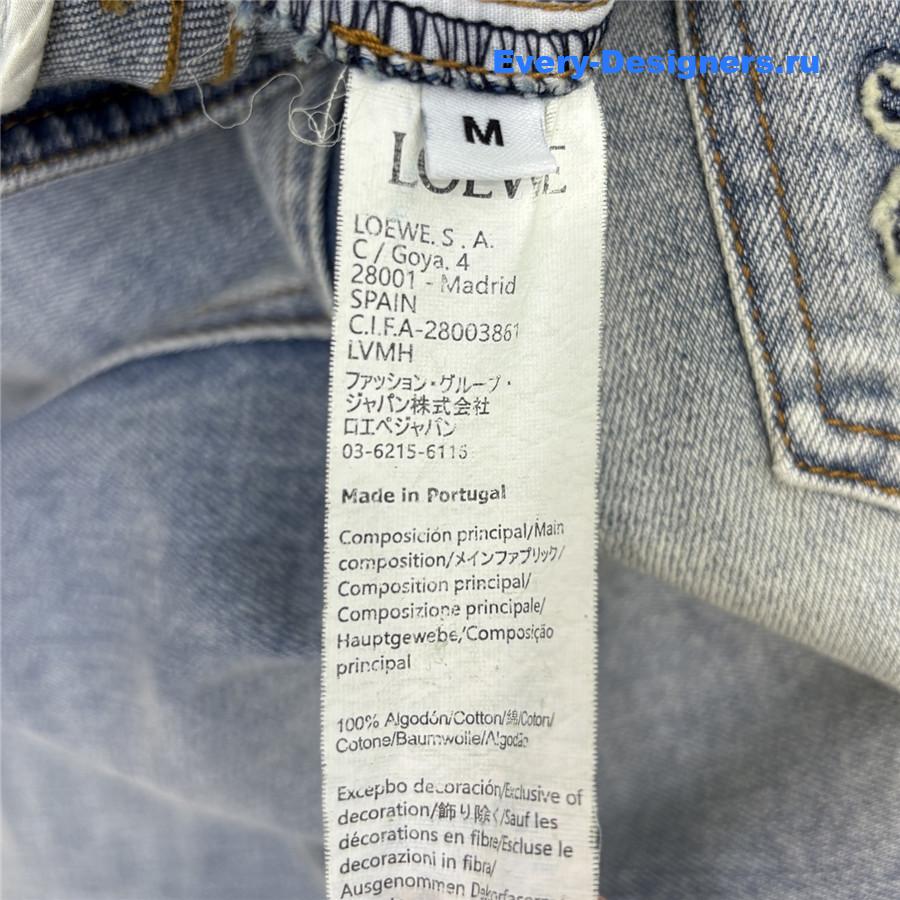 Every-Designers.ru
M
LOEWE
LOEWE. S . A.
C / Goya. 4
28001 - Madrid
SPAIN
C.I.F.A-28003861
LVMH
ファッション・グループ・
ジャパン株式会社
ロエベジャパン
03-6215-6116
Made in Portugal
Composición principal/Main
composition/メインファブリック/
Composition principal/
Composizione principale/
Hauptgewebe/Composição
principal
100% Algodón/Cotton/綿/Coton/
Cotone/Baumwolle/Algodão
Excepbo decoración/Exclusive of
decoration/飾り除く/Sauf les
décorations en fibre/Escluse le
decorazioni in fibra/
Ausgenommen